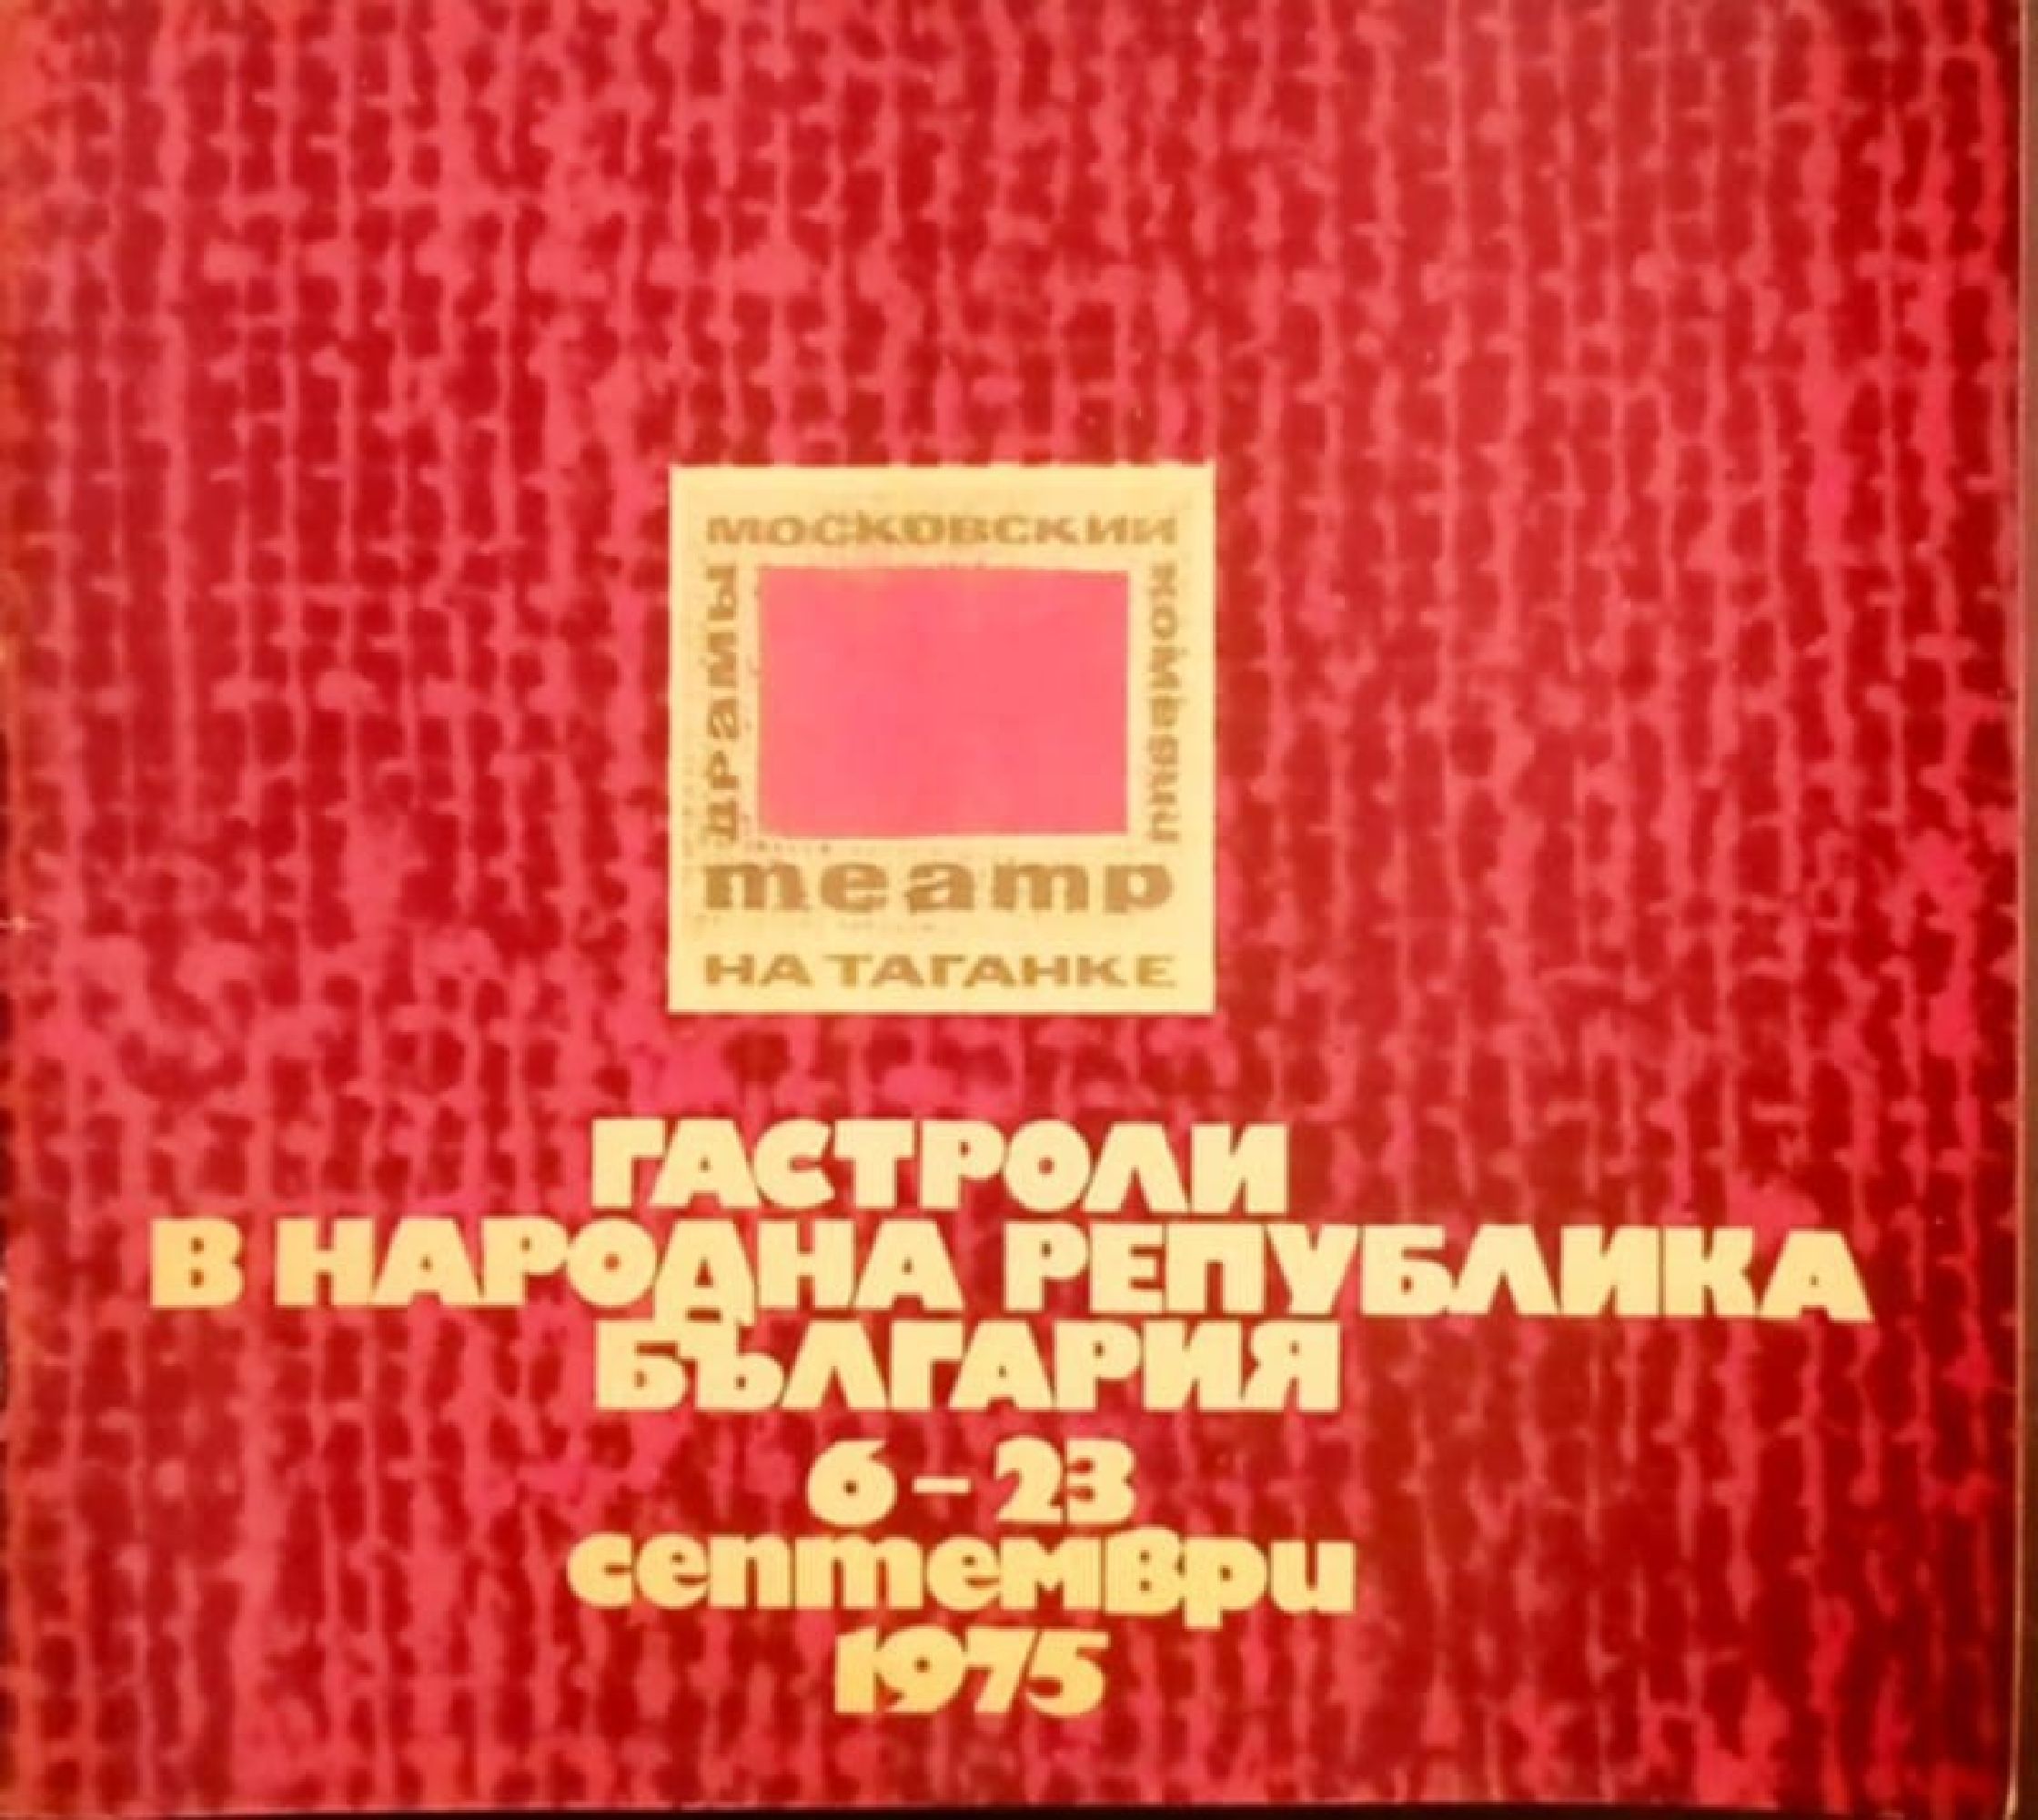 московский
драмы
комедии
театр
НА ТАГАНКЕ
ГАСТРОЛИ
В НАРОДНА РЕПУБЛИКА
БЪЛГАРИЯ
6 – 23
септември
1975